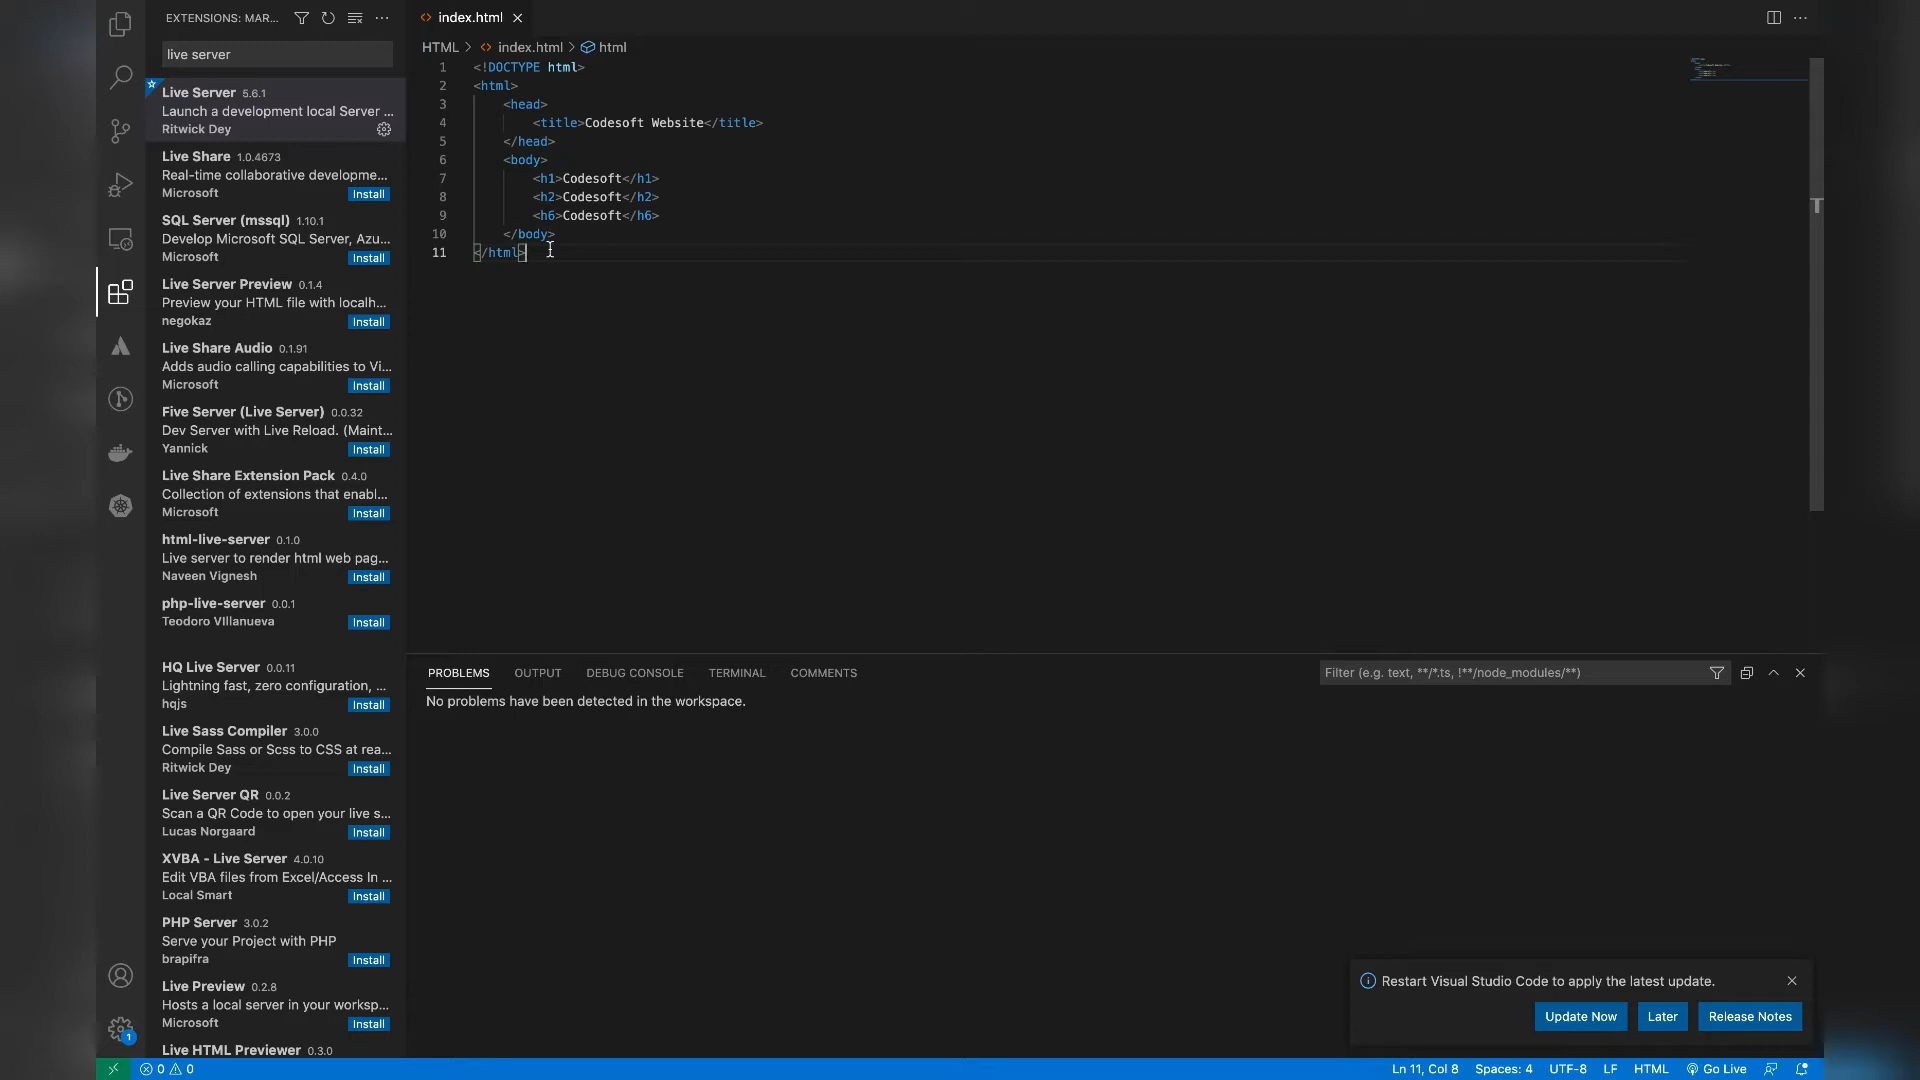 EXTENSIONS: MAR...
live server
Live Server 5.6.1
Launch a development local Server ...
Ritwick Dey
Live Share 1.0.4673
Real-time collaborative developme...
Microsoft
Install
SQL Server (mssql) 1.10.1
Develop Microsoft SQL Server, Azu...
Microsoft
Install
Live Server Preview 0.1.4
Preview your HTML file with localh...
negokaz
Install
Live Share Audio 0.1.91
Adds audio calling capabilities to Vi...
Microsoft
Install
Five Server (Live Server) 0.0.32
Dev Server with Live Reload. (Maint...
Yannick
Install
Live Share Extension Pack 0.4.0
Collection of extensions that enabl...
Microsoft
Install
html-live-server 0.1.0
Live server to render html web pag...
Naveen Vignesh
Install
php-live-server 0.0.1
Teodoro VIllanueva
Install
HQ Live Server 0.0.11
Lightning fast, zero configuration, ...
hqjs
Install
Live Sass Compiler 3.0.0
Compile Sass or Scss to CSS at rea...
Ritwick Dey
Install
Live Server QR 0.0.2
Scan a QR Code to open your live s...
Lucas Norgaard
Install
XVBA - Live Server 4.0.10
Edit VBA files from Excel/Access In ...
Local Smart
Install
PHP Server 3.0.2
Serve your Project with PHP
brapifra
Install
Live Preview 0.2.8
Hosts a local server in your worksp...
Microsoft
Install
Live HTML Previewer 0.3.0
index.html
HTML > index.html > html
1 <!DOCTYPE html>
2 <html>
3 <head>
4 <title>Codesoft Website</title>
5 </head>
6 <body>
7 <h1>Codesoft</h1>
8 <h2>Codesoft</h2>
9 <h6>Codesoft</h6>
10 </body>
11 </html>
PROBLEMS OUTPUT DEBUG CONSOLE TERMINAL COMMENTS
Filter (e.g. text, **/*.ts, !**/node_modules/**)
No problems have been detected in the workspace.
Restart Visual Studio Code to apply the latest update.
Update Now Later Release Notes
1
0 0
Ln 11, Col 8 Spaces: 4 UTF-8 LF HTML Go Live